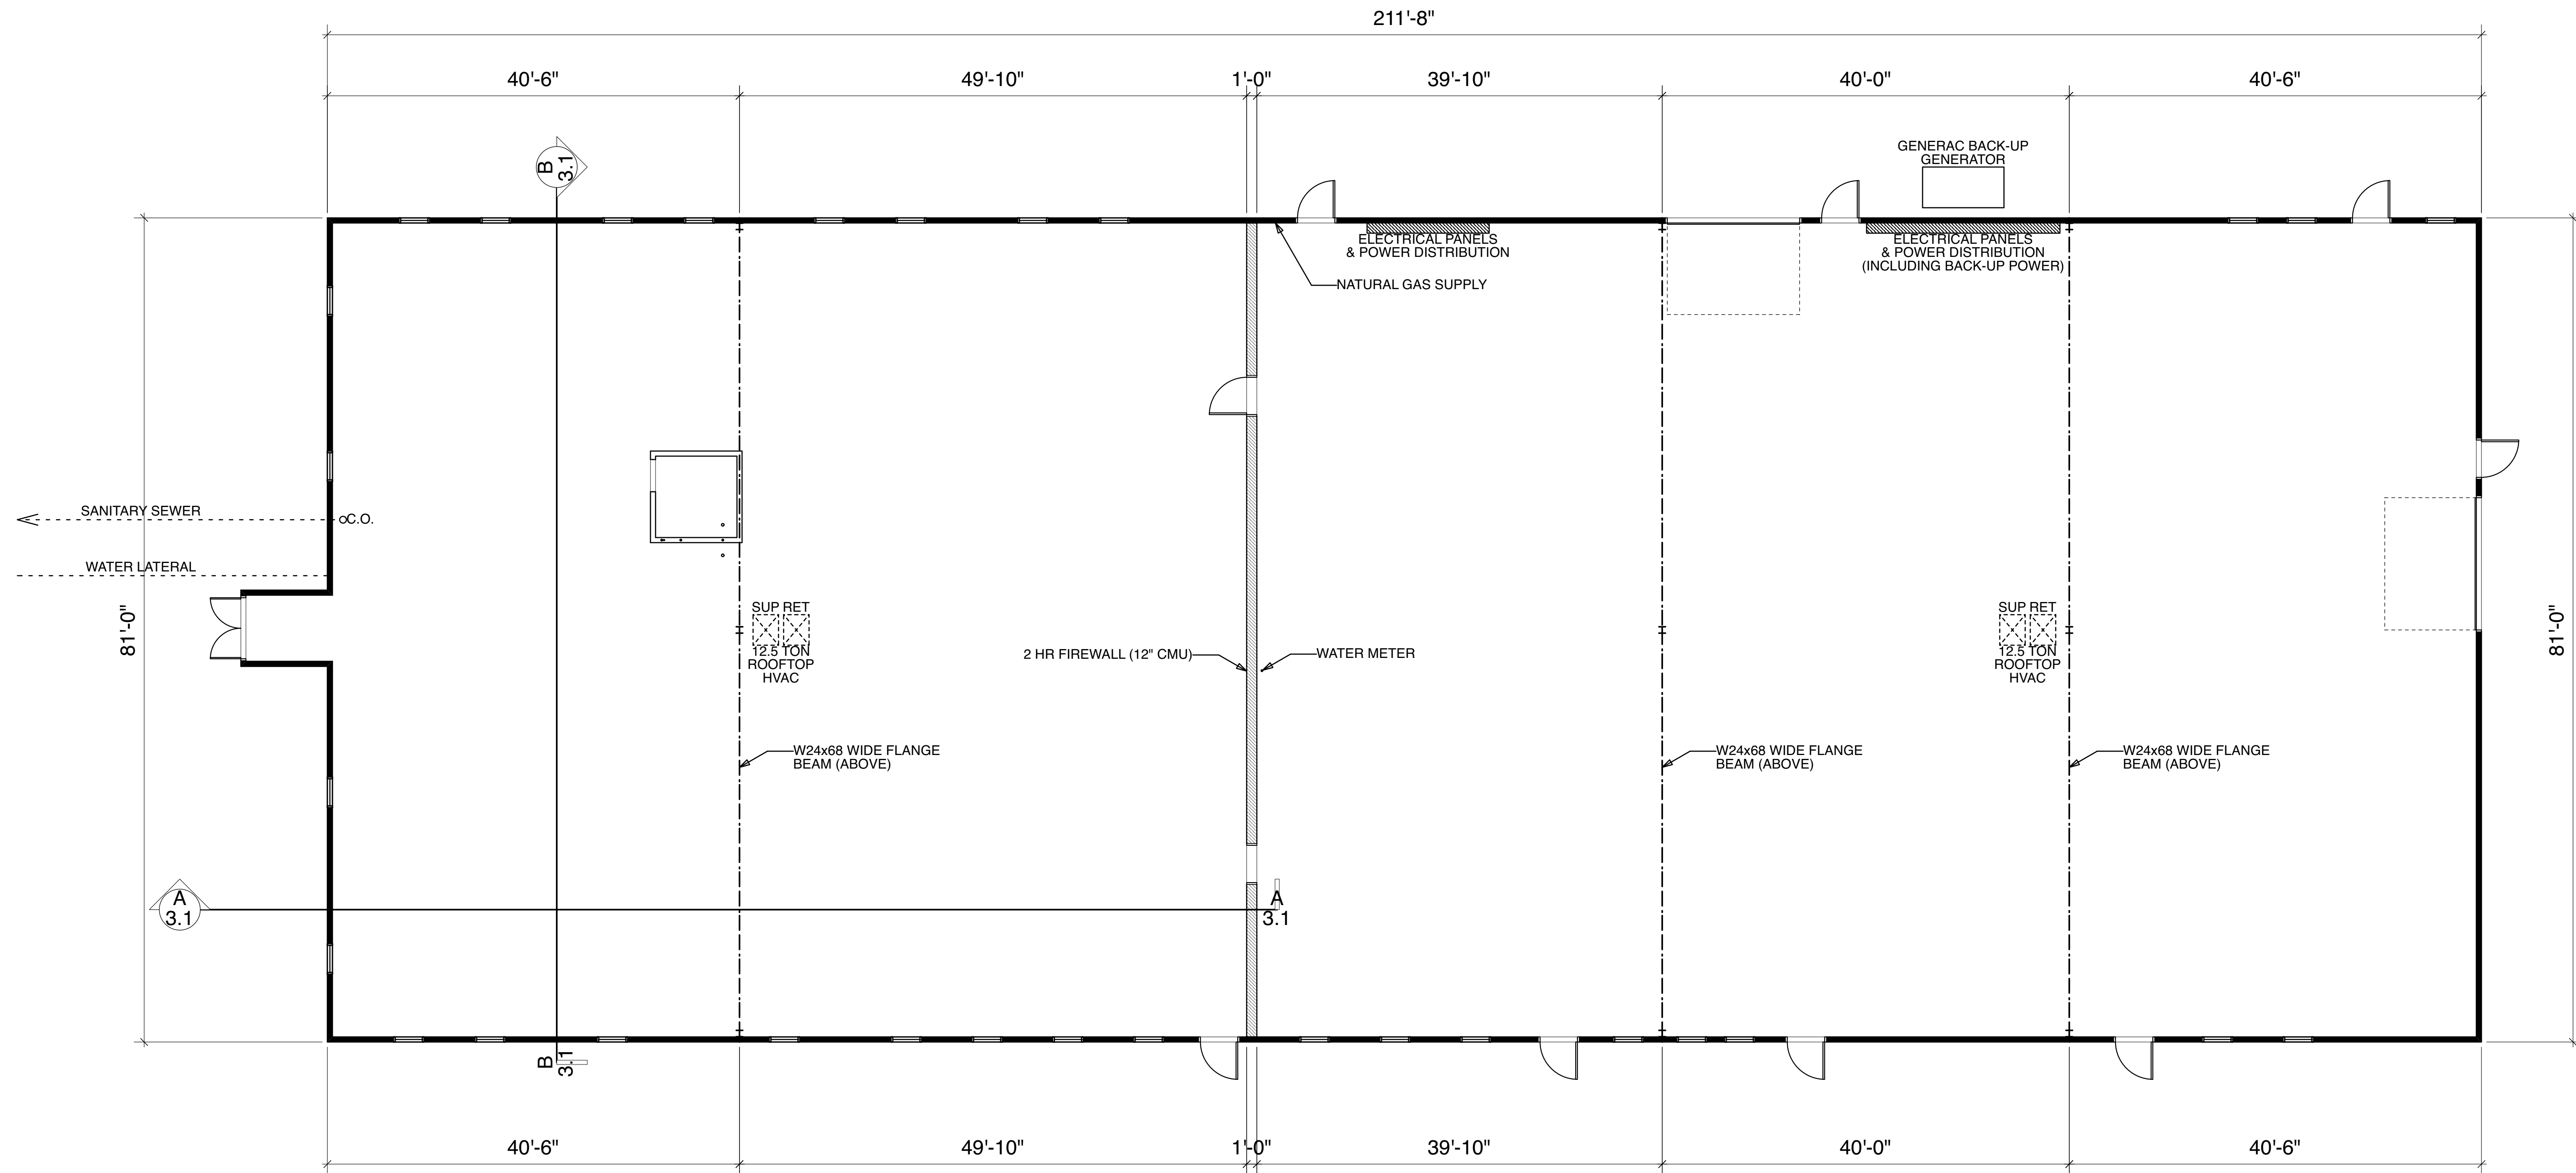 211'-8"
40'-6"
49'-10"
1'-0"
39'-10"
40'-0"
40'-6"
B
3.1
GENERAC BACK-UP
GENERATOR
ELECTRICAL PANELS
& POWER DISTRIBUTION
ELECTRICAL PANELS
& POWER DISTRIBUTION
(INCLUDING BACK-UP POWER)
NATURAL GAS SUPPLY
SANITARY SEWER
C.O.
WATER LATERAL
81'-0"
SUP RET
12.5 TON
ROOFTOP
HVAC
2 HR FIREWALL (12" CMU)
WATER METER
SUP RET
12.5 TON
ROOFTOP
HVAC
81'-0"
W24x68 WIDE FLANGE
BEAM (ABOVE)
W24x68 WIDE FLANGE
BEAM (ABOVE)
W24x68 WIDE FLANGE
BEAM (ABOVE)
A
3.1
A
3.1
B
3.1
40'-6"
49'-10"
1'-0"
39'-10"
40'-0"
40'-6"